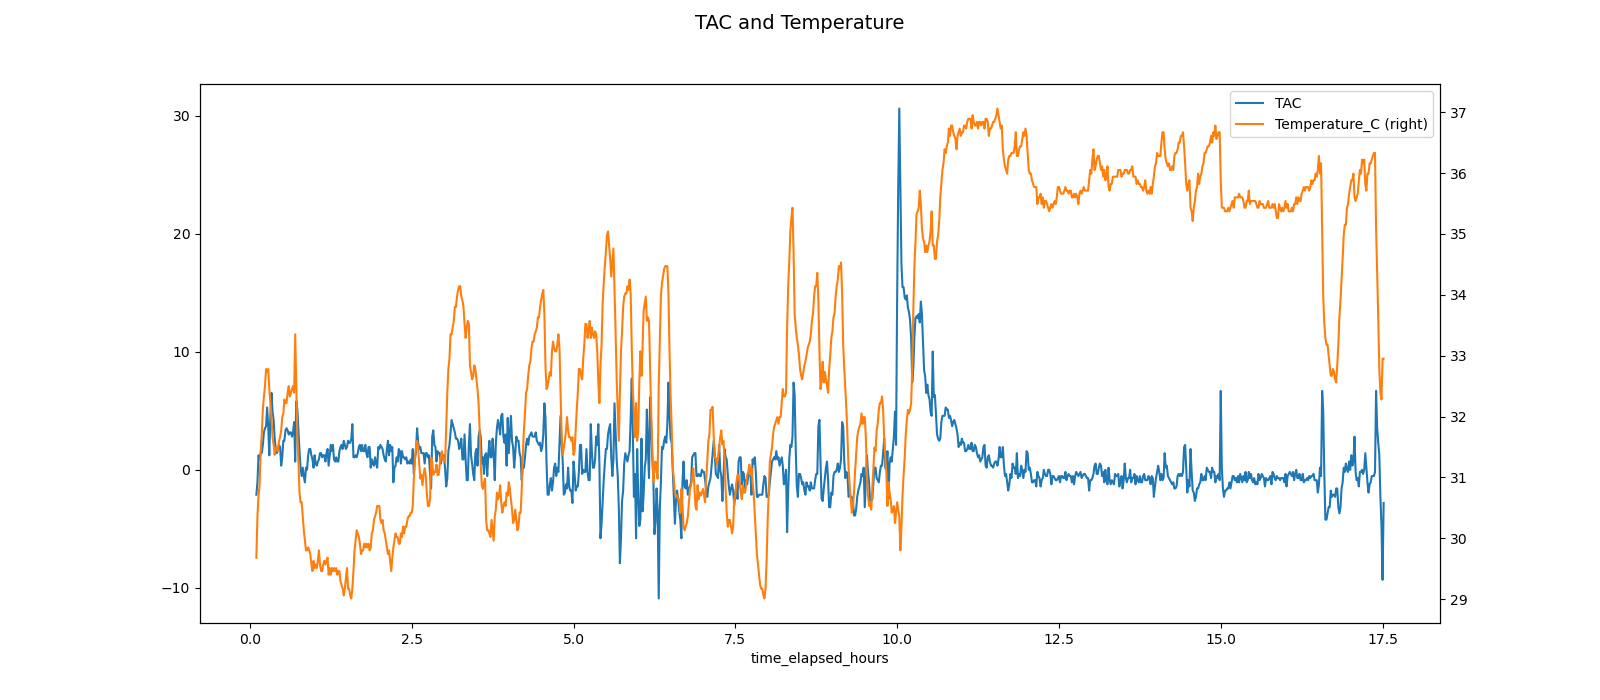 TAC and Temperature
TAC
Temperature_C (right)
30
20
10
0
−10
37
36
35
34
33
32
31
30
29
0.0 2.5 5.0 7.5 10.0 12.5 15.0 17.5
time_elapsed_hours